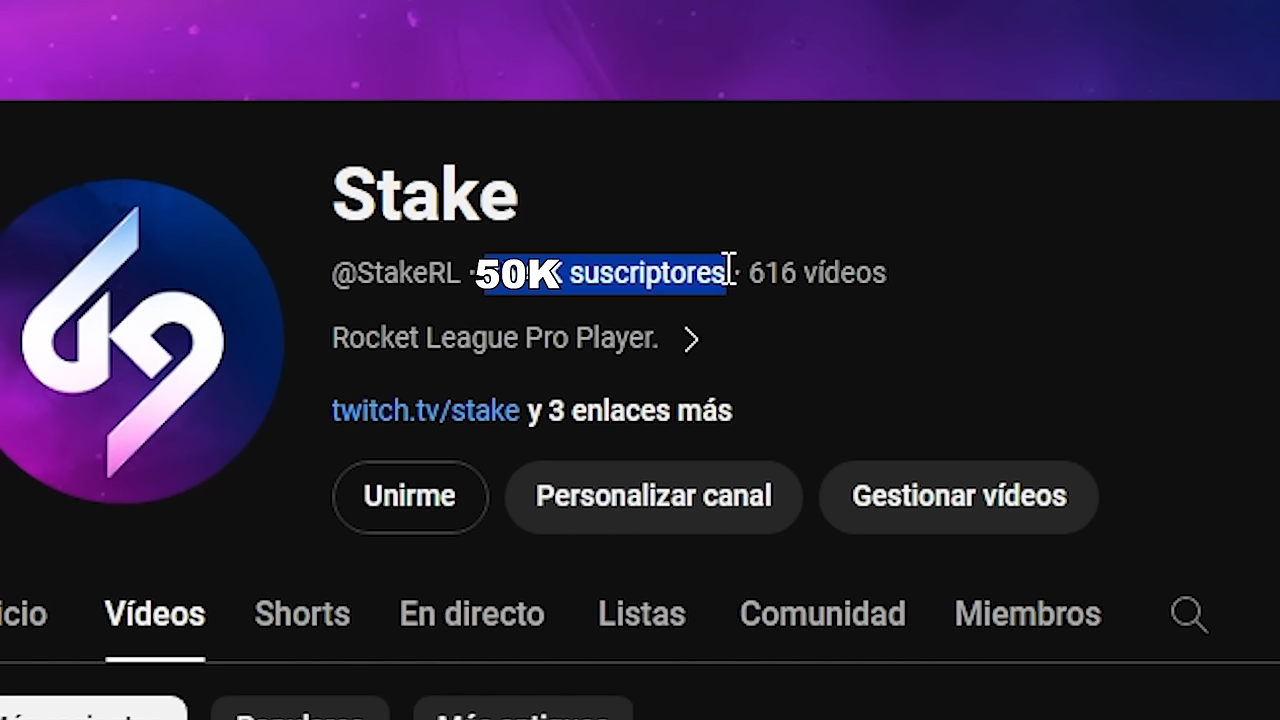 Stake
@StakeRL · 50K suscriptores · 616 vídeos
Rocket League Pro Player.
twitch.tv/stake y 3 enlaces más
Unirme Personalizar canal Gestionar vídeos
icio Vídeos Shorts En directo Listas Comunidad Miembros